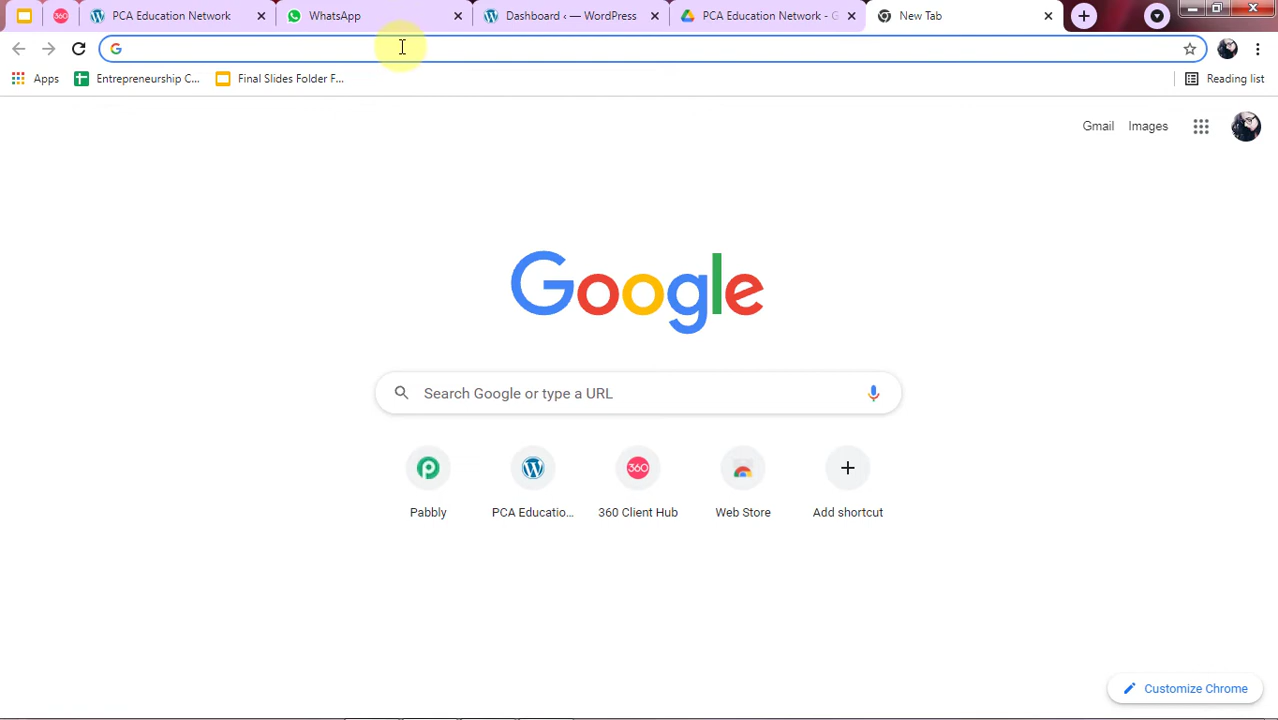 360 PCA Education Network WhatsApp Dashboard ‹ — WordPress PCA Education Network - G New Tab
G
Apps Entrepreneurship C... Final Slides Folder F... Reading list
Gmail Images
Google
Search Google or type a URL
360
Pabbly PCA Educatio... 360 Client Hub Web Store Add shortcut
Customize Chrome